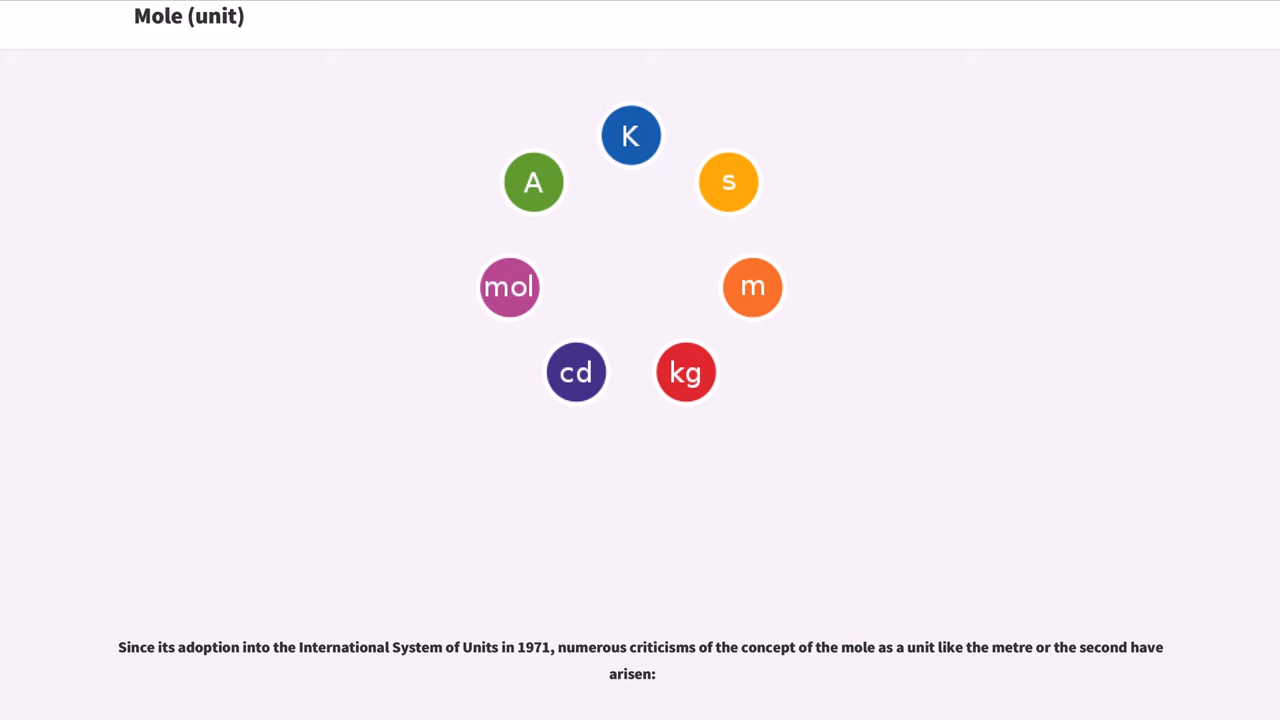 Mole (unit)
K
A
s
mol
m
cd
kg
Since its adoption into the International System of Units in 1971, numerous criticisms of the concept of the mole as a unit like the metre or the second have
arisen: